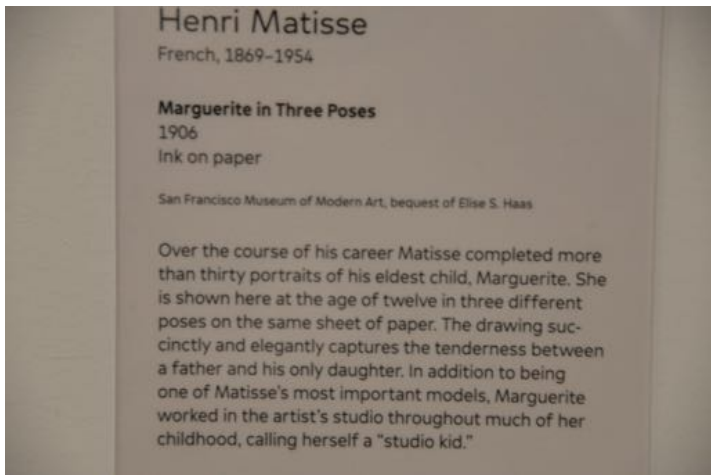 Henri Matisse
French, 1869–1954
Marguerite in Three Poses
1906
Ink on paper
San Francisco Museum of Modern Art, bequest of Elise S. Haas
Over the course of his career Matisse completed more
than thirty portraits of his eldest child, Marguerite. She
is shown here at the age of twelve in three different
poses on the same sheet of paper. The drawing suc-
cinctly and elegantly captures the tenderness between
a father and his only daughter. In addition to being
one of Matisse's most important models, Marguerite
worked in the artist's studio throughout much of her
childhood, calling herself a "studio kid."